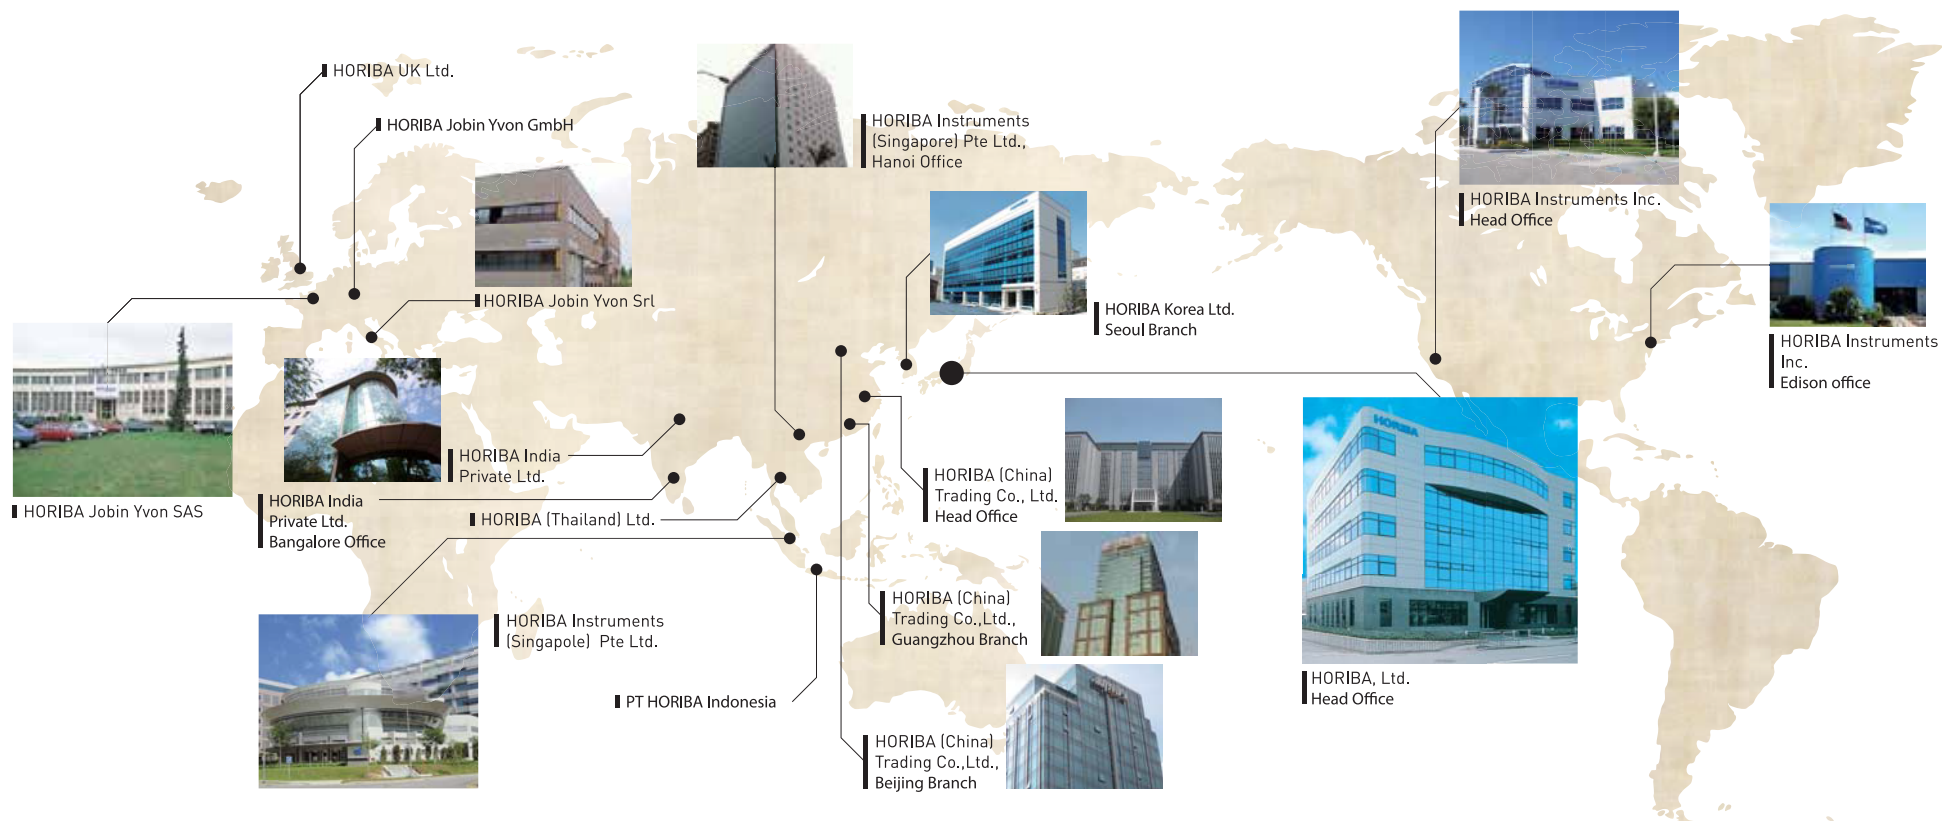 HORIBA UK Ltd.
HORIBA Jobin Yvon GmbH
HORIBA Jobin Yvon Srl
HORIBA Jobin Yvon SAS
HORIBA India
Private Ltd.
HORIBA India
Private Ltd.
Bangalore Office
HORIBA (Thailand) Ltd.
HORIBA Instruments
(Singapole) Pte Ltd.
PT HORIBA Indonesia
HORIBA Instruments
(Singapore) Pte Ltd.,
Hanoi Office
HORIBA Korea Ltd.
Seoul Branch
HORIBA (China)
Trading Co., Ltd.
Head Office
HORIBA (China)
Trading Co.,Ltd.,
Guangzhou Branch
HORIBA (China)
Trading Co.,Ltd.,
Beijing Branch
HORIBA
HORIBA, Ltd.
Head Office
HORIBA Instruments Inc.
Head Office
HORIBA Instruments
Inc.
Edison office